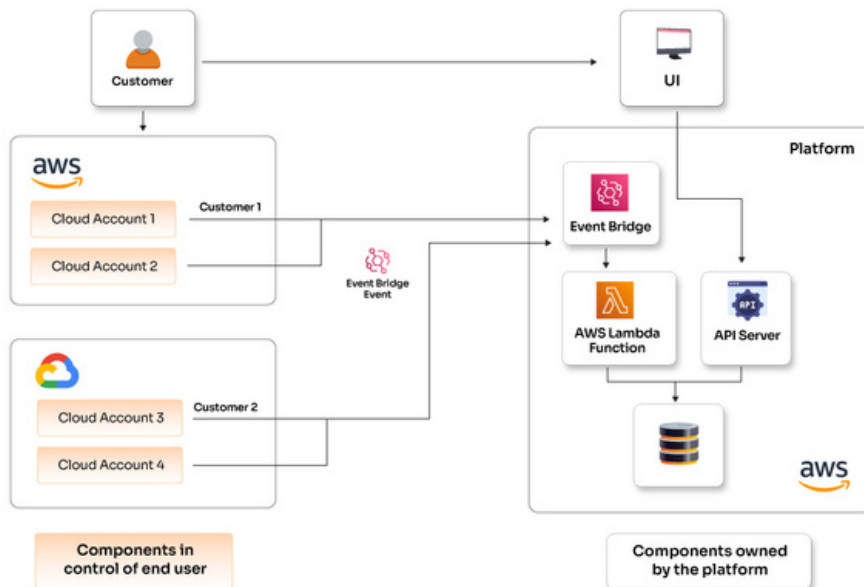 Customer
UI
aws
Cloud Account 1
Cloud Account 2
Customer 1
Event Bridge
Event
Cloud Account 3
Cloud Account 4
Customer 2
Platform
Event Bridge
AWS Lambda
Function
API
API Server
aws
Components in
control of end user
Components owned
by the platform